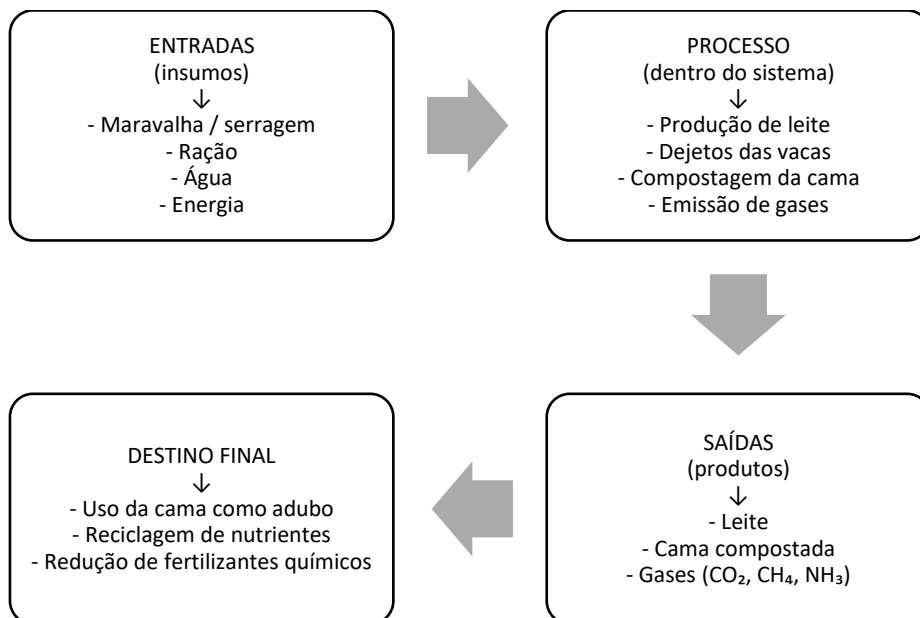 ENTRADAS
(insumos)
↓
- Maravalha / serragem
- Ração
- Água
- Energia
PROCESSO
(dentro do sistema)
↓
- Produção de leite
- Dejetos das vacas
- Compostagem da cama
- Emissão de gases
SAÍDAS
(produtos)
↓
- Leite
- Cama compostada
- Gases (CO₂, CH₄, NH₃)
DESTINO FINAL
↓
- Uso da cama como adubo
- Reciclagem de nutrientes
- Redução de fertilizantes químicos